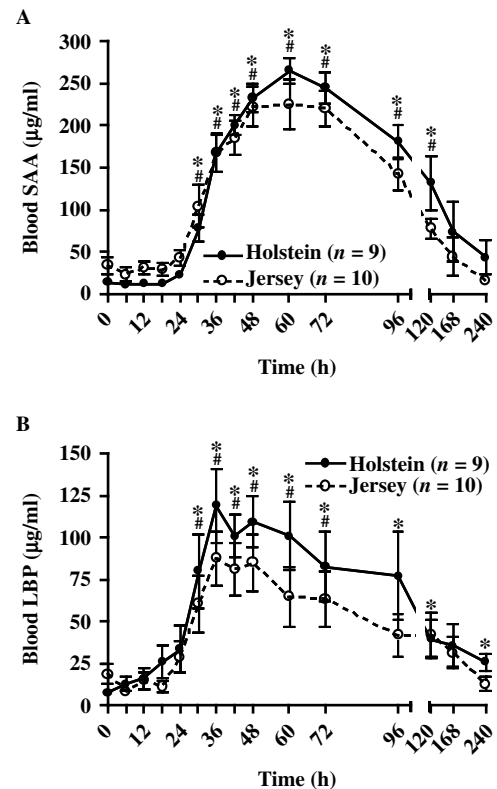 A
Blood SAA (µg/ml)
300
250
200
150
100
50
0
* * * * * * * * *
# # # # # # # # #
Holstein (n = 9)
Jersey (n = 10)
0 12 24 36 48 60 72 96 120 168 240
Time (h)
B
Blood LBP (µg/ml)
150
125
100
75
50
25
0
* * * * * * * * *
# # # # # #
Holstein (n = 9)
Jersey (n = 10)
0 12 24 36 48 60 72 96 120 168 240
Time (h)